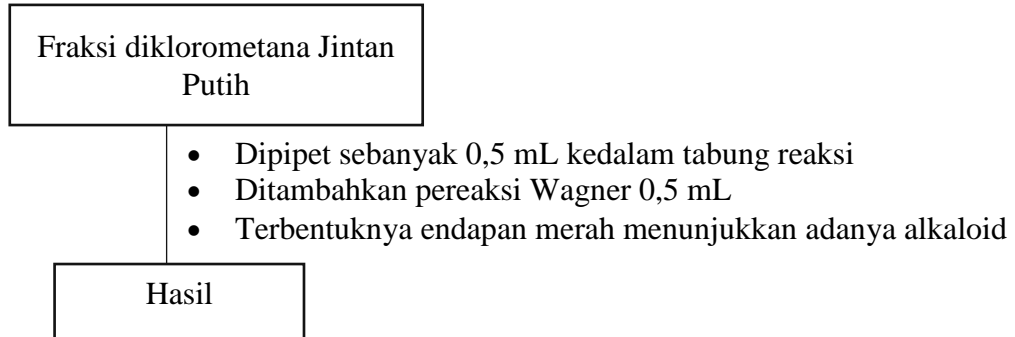 Fraksi diklorometana Jintan
Putih
• Dipipet sebanyak 0,5 mL kedalam tabung reaksi
• Ditambahkan pereaksi Wagner 0,5 mL
• Terbentuknya endapan merah menunjukkan adanya alkaloid
Hasil